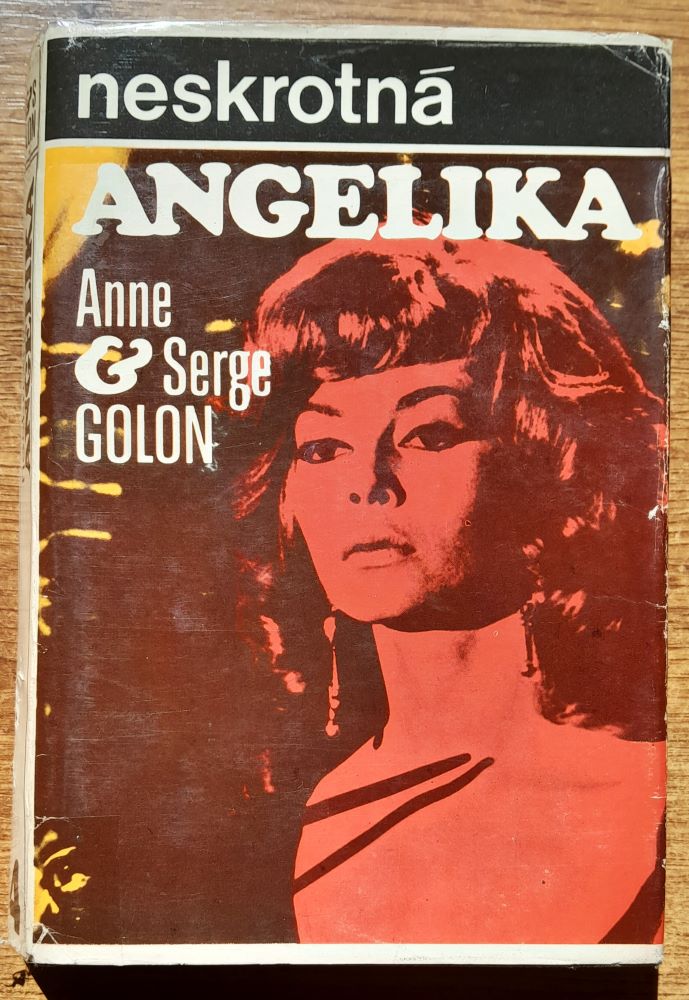 neskrotná
ANGELIKA
Anne
& Serge
GOLON